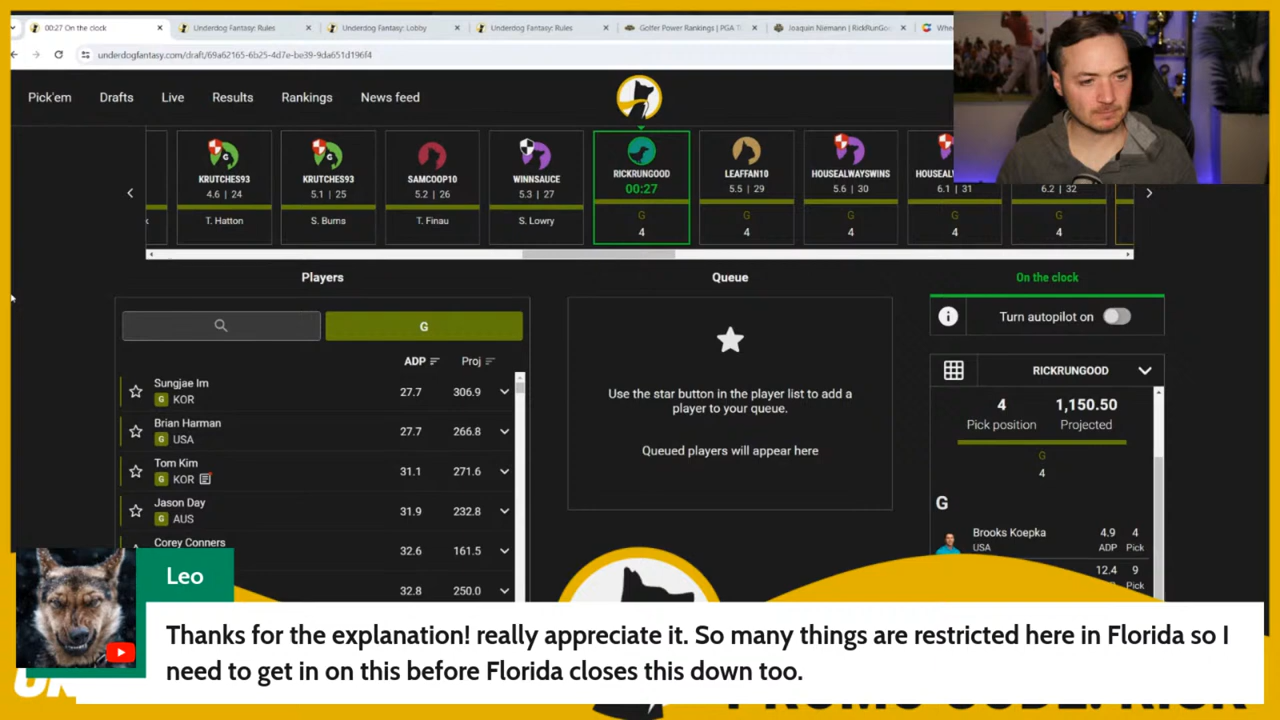 00:27 On the clock
Underdog Fantasy: Rules
Underdog Fantasy: Lobby
Underdog Fantasy: Rules
Golfer Power Rankings | PGA T
Joaquin Niemann | RickRunGo
Whe
underdogfantasy.com/draft/69a62165-6b25-4d7e-be39-9da651d196f4
Pick'em Drafts Live Results Rankings News feed
KRUTCHES93 KRUTCHES93 SAMCOOP10 WINNSAUCE RICKRUNGOOD LEAFFAN10 HOUSEALWAYSWINS HOUSEALW
4.6 | 24 5.1 | 25 5.2 | 26 5.3 | 27 00:27 5.5 | 29 5.6 | 30 6.1 | 31 6.2 | 32
T. Hatton S. Burns T. Finau S. Lowry G G G G G
4 4 4 4 4
Players Queue On the clock
G
Turn autopilot on
ADP Proj
RICKRUNGOOD
Sungjae Im
G KOR
27.7 306.9
Brian Harman
G USA
27.7 266.8
Tom Kim
G KOR
31.1 271.6
Jason Day
G AUS
31.9 232.8
Corey Conners
32.6 161.5
32.8 250.0
Use the star button in the player list to add a
player to your queue.
Queued players will appear here
4 1,150.50
Pick position Projected
G
4
G
Brooks Koepka 4.9 4
USA ADP Pick
12.4 9
ADP Pick
Leo
Thanks for the explanation! really appreciate it. So many things are restricted here in Florida so I
need to get in on this before Florida closes this down too.